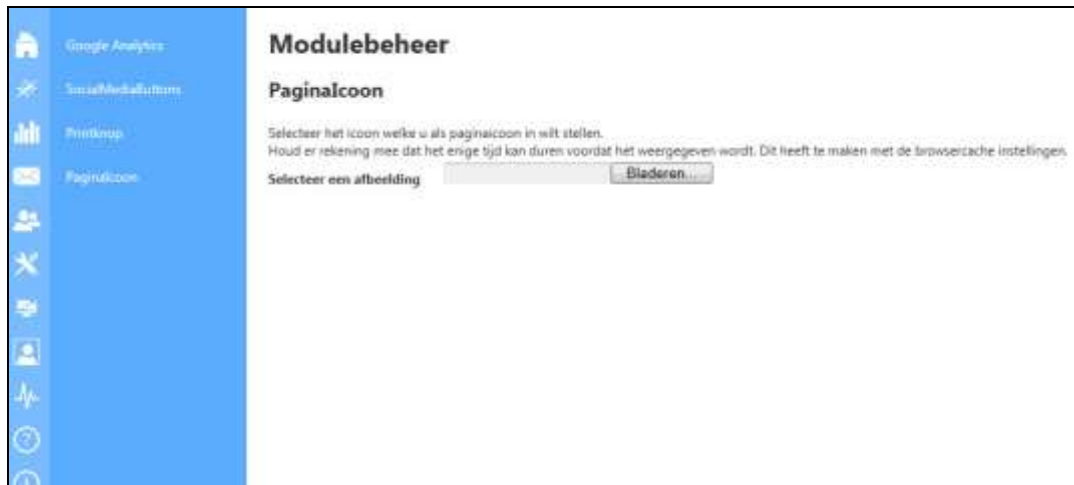 Google Analytics
SocialMediaButtons
Printknop
PaginaIcoon
Modulebeheer
PaginaIcoon
Selecteer het icoon welke u als paginaicoon in wilt stellen.
Houd er rekening mee dat het enige tijd kan duren voordat het weergegeven wordt. Dit heeft te maken met de browsercache instellingen.
Selecteer een afbeelding
Bladeren...